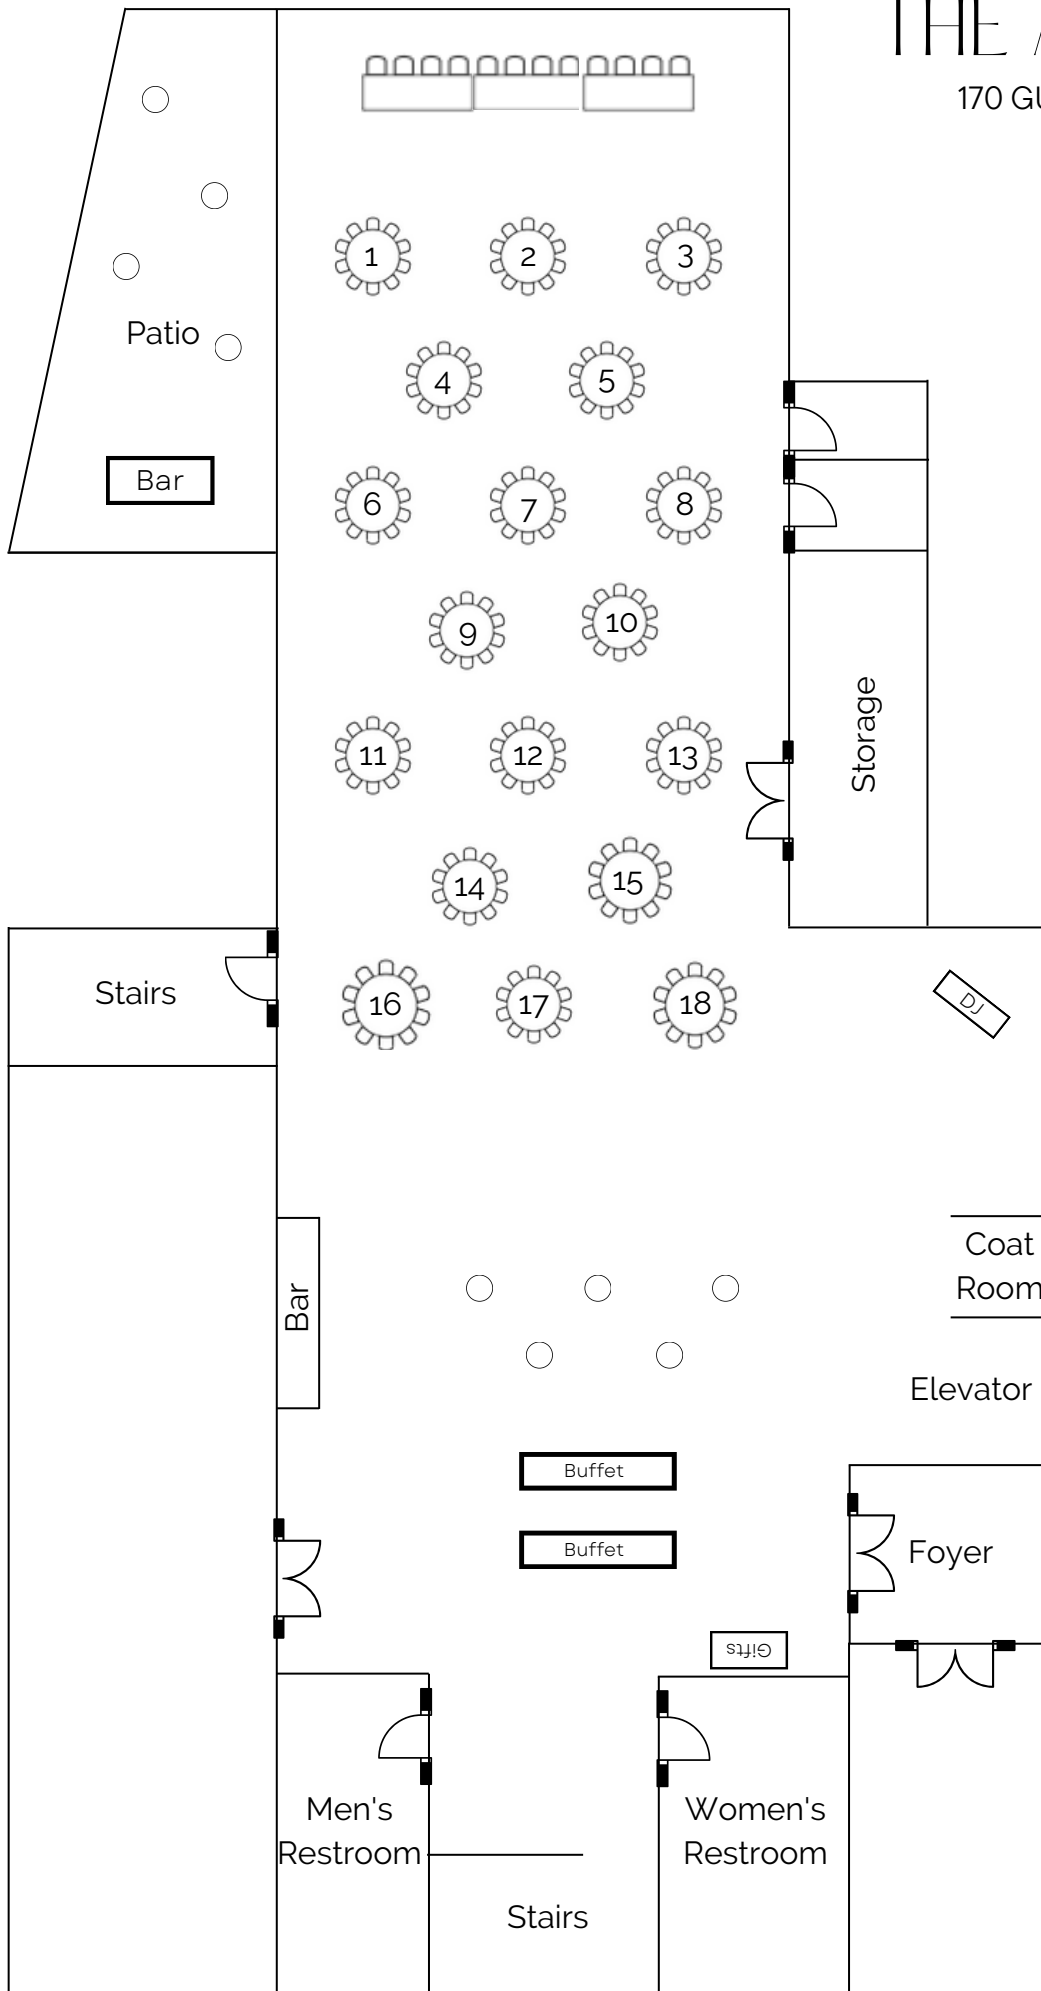 THE
170
1
2
3
4
5
Patio
Bar
6
7
8
9
10
Storage
11
12
13
14
15
16
17
18
Stairs
DJ
Bar
Coat
Room
Elevator
Buffet
Buffet
Foyer
Gifts
Men's
Restroom
Women's
Restroom
Stairs